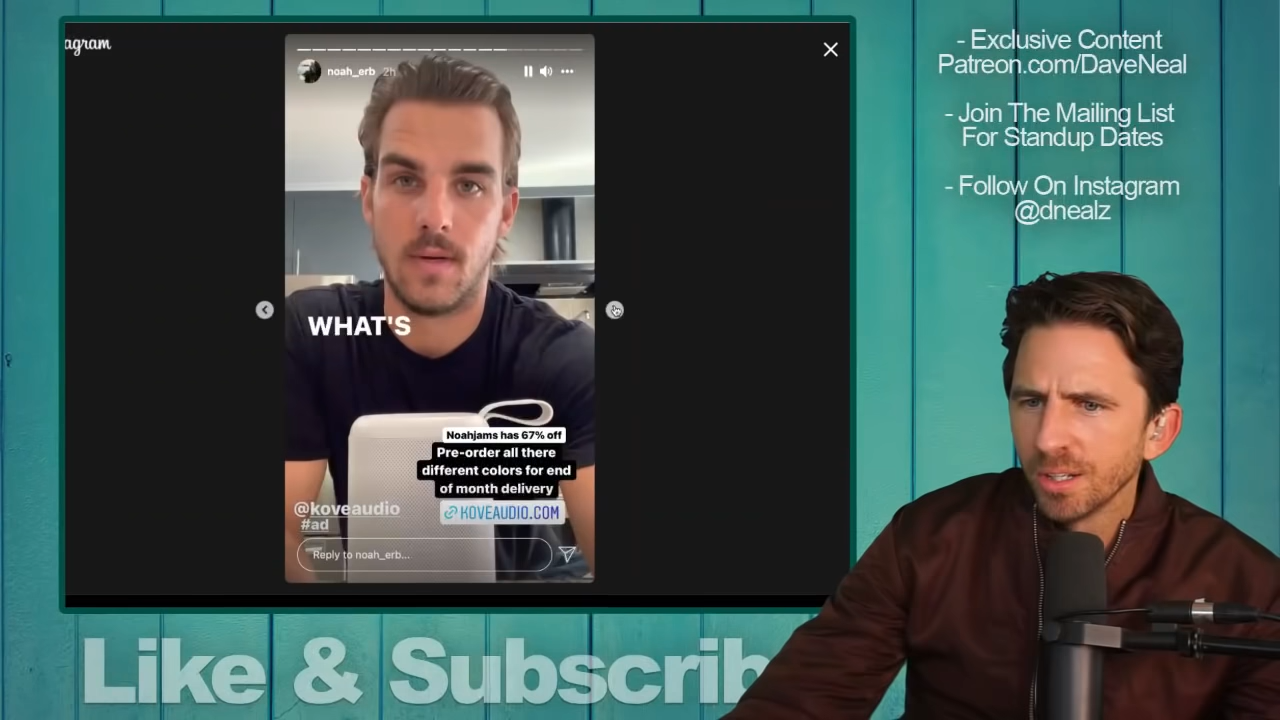 agram
noah_erb 2h
WHAT'S
Noahjams has 67% off
Pre-order all there
different colors for end
of month delivery
@koveaudio
#ad
KOVEAUDIO.COM
Reply to noah_erb...
- Exclusive Content
Patreon.com/DaveNeal
- Join The Mailing List
For Standup Dates
- Follow On Instagram
@dnealz
Like & Subscrib